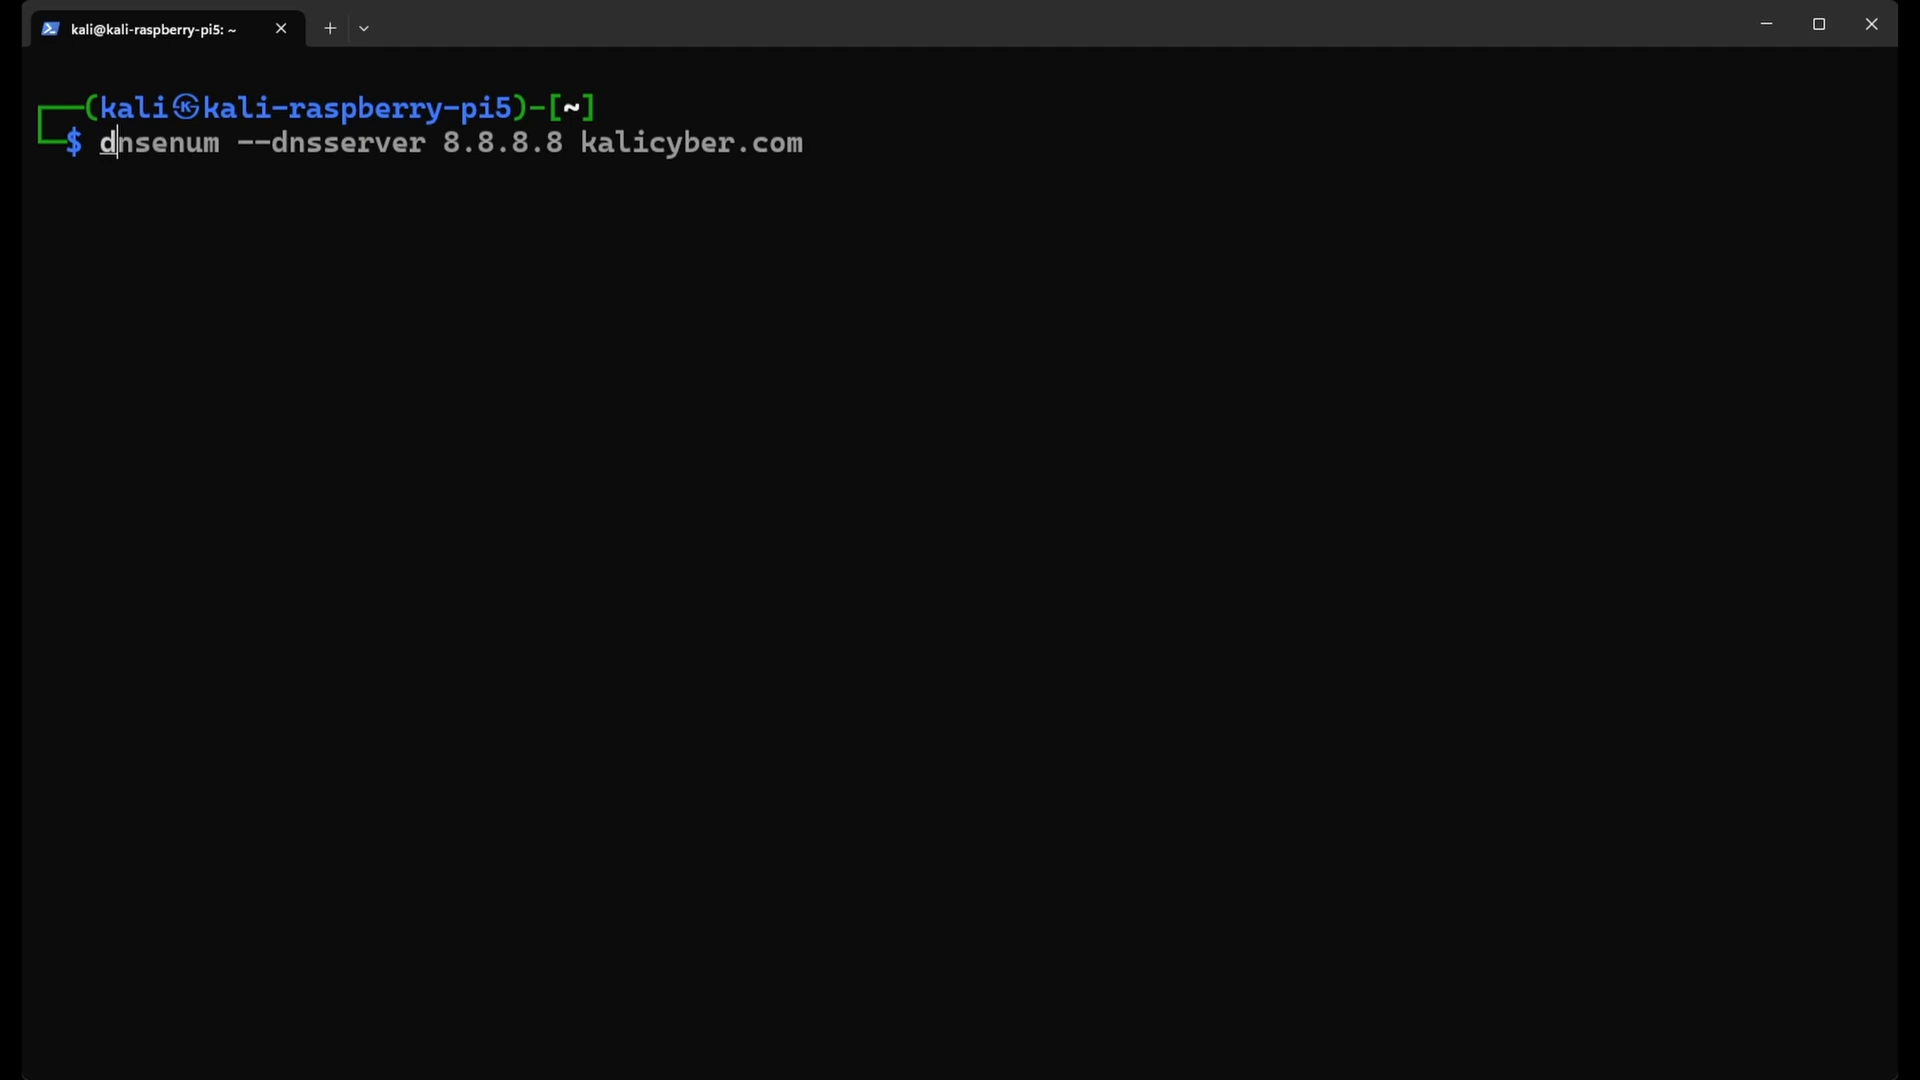 kali@kali-raspberry-pi5: ~
┌──(kali㉿kali-raspberry-pi5)-[~]
└─$ dnsenum --dnsserver 8.8.8.8 kalicyber.com